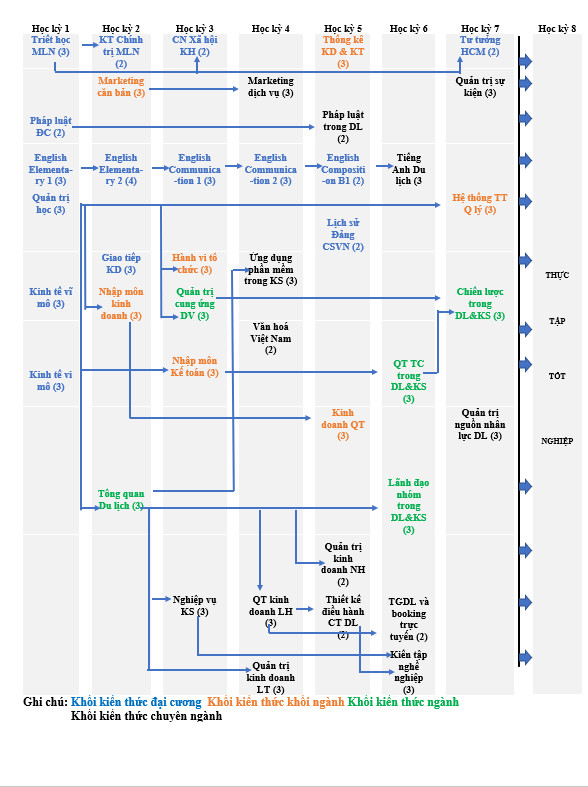 Học kỳ 1 Học kỳ 2 Học kỳ 3 Học kỳ 4 Học kỳ 5 Học kỳ 6 Học kỳ 7 Học kỳ 8
Triết học
MLN (3)
KT Chính
trị MLN
(2)
CN Xã hội
KH (2)
Thống kê
KD & KT
(3)
Tư tưởng
HCM (2)
Marketing
căn bản (3)
Marketing
dịch vụ (3)
Quản trị sự
kiện (3)
Pháp luật
ĐC (2)
Pháp luật
trong DL
(2)
English
Elementa-
ry 1 (3)
English
Elementa-
ry 2 (4)
English
Communica
-tion 1 (3)
English
Communica
-tion 2 (3)
English
Compositi-
on B1 (2)
Tiếng
Anh Du
lịch (3
Quản trị
học (3)
Hệ thống TT
Q lý (3)
Lịch sử
Đảng
CSVN (2)
Giao tiếp
KD (3)
Hành vi tổ
chức (3)
Ứng dụng
phần mềm
trong KS (3)
Kinh tế vĩ
mô (3)
Nhập môn
kinh
doanh (3)
Quản trị
cung ứng
DV (3)
Chiến lược
trong
DL&KS (3)
Văn hoá
Việt Nam
(2)
Kinh tế vi
mô (3)
Nhập môn
Kế toán (3)
QT TC
trong
DL&KS
(3)
Kinh
doanh QT
(3)
Quản trị
nguồn nhân
lực DL (3)
Tổng quan
Du lịch (3)
Lãnh đạo
nhóm
trong
DL&KS
(3)
Quản trị
kinh
doanh NH
(2)
Nghiệp vụ
KS (3)
QT kinh
doanh LH
(3)
Thiết kế
điều hành
CT DL
(2)
TGDL và
booking
trực
tuyến (2)
Quản trị
kinh doanh
LT (3)
Kiến tập
nghề
nghiệp
(3)
THỰC
TẬP
TỐT
NGHIỆP
Ghi chú: Khối kiến thức đại cương Khối kiến thức khối ngành Khối kiến thức ngành
Khối kiến thức chuyên ngành